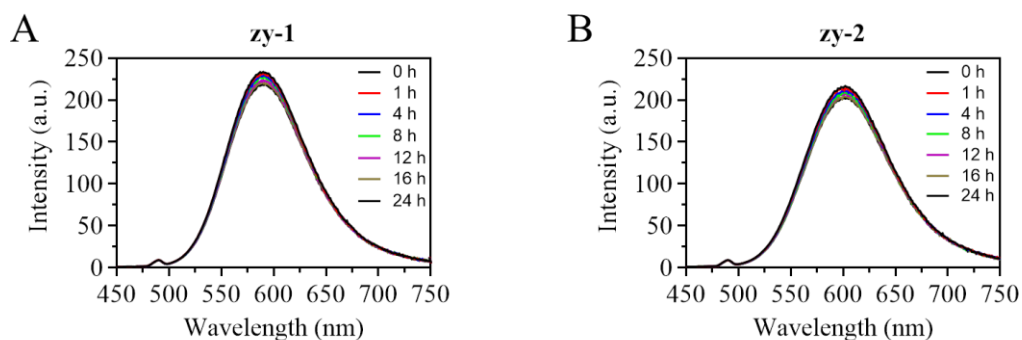 A
zy-1
Intensity (a.u.)
250
200
150
100
50
0
0 h
1 h
4 h
8 h
12 h
16 h
24 h
450 500 550 600 650 700 750
Wavelength (nm)
B
zy-2
Intensity (a.u.)
250
200
150
100
50
0
0 h
1 h
4 h
8 h
12 h
16 h
24 h
450 500 550 600 650 700 750
Wavelength (nm)